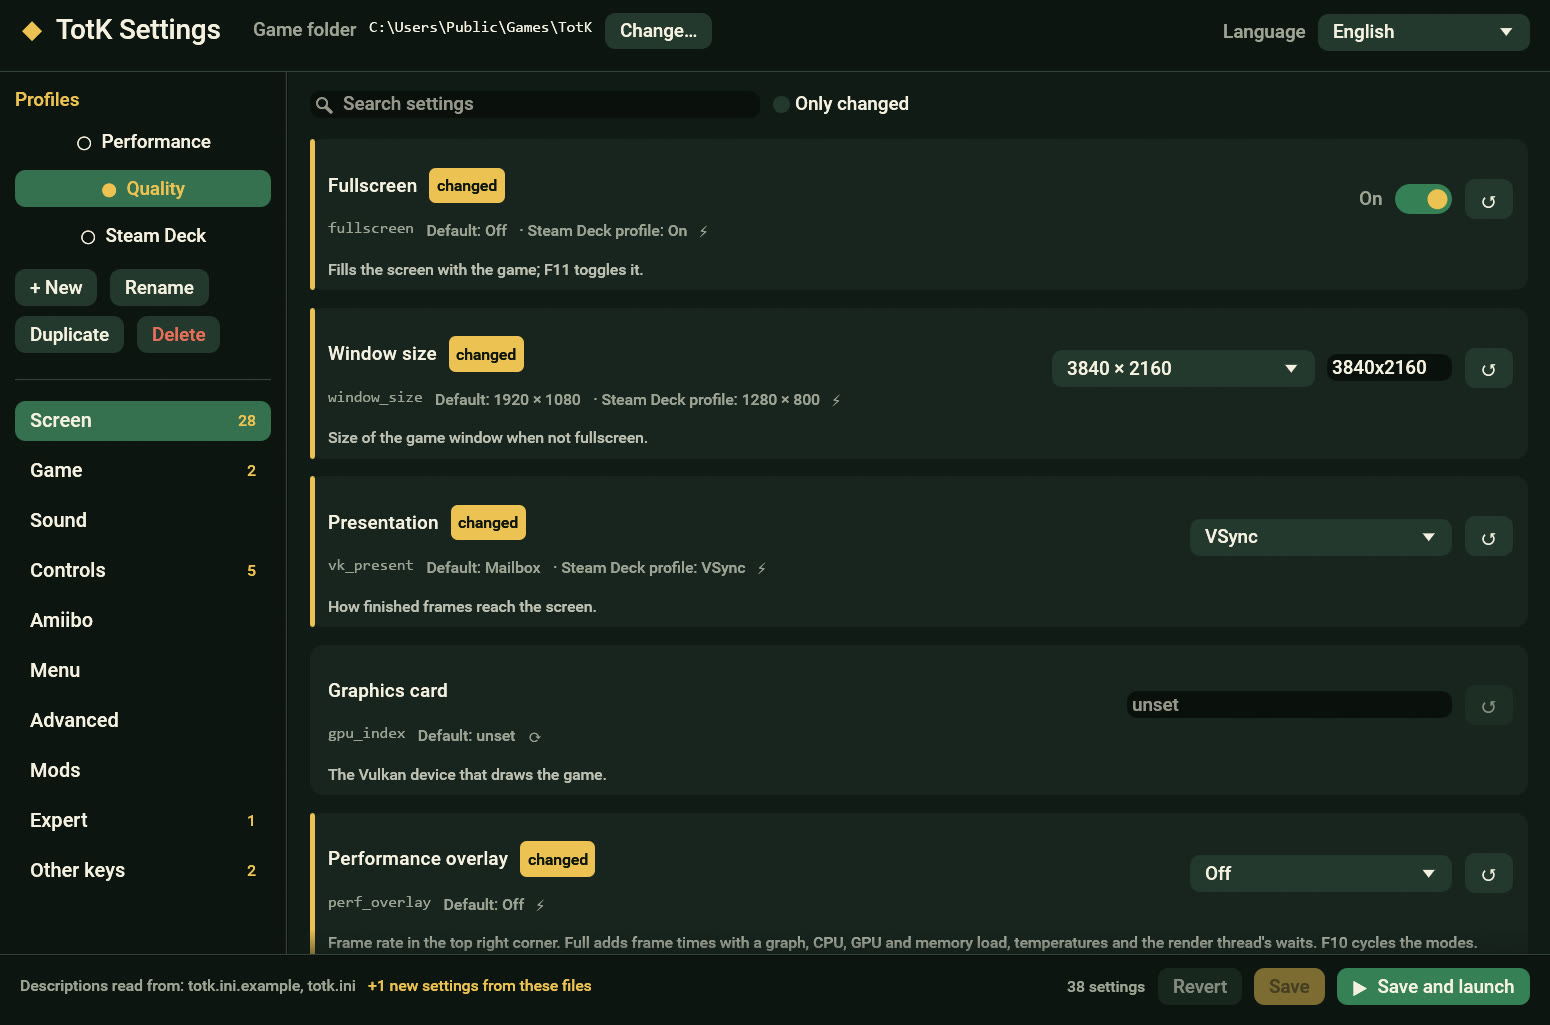 TotK Settings
Game folder C:\Users\Public\Games\TotK Change...
Language English
Profiles
Performance
Quality
Steam Deck
+ New Rename
Duplicate Delete
Screen 28
Game 2
Sound
Controls 5
Amiibo
Menu
Advanced
Mods
Expert 1
Other keys 2
Search settings Only changed
Fullscreen changed
On
fullscreen Default: Off · Steam Deck profile: On ⚡
Fills the screen with the game; F11 toggles it.
Window size changed
3840 × 2160 3840x2160
window_size Default: 1920 × 1080 · Steam Deck profile: 1280 × 800 ⚡
Size of the game window when not fullscreen.
Presentation changed
VSync
vk_present Default: Mailbox · Steam Deck profile: VSync ⚡
How finished frames reach the screen.
Graphics card
unset
gpu_index Default: unset ⟳
The Vulkan device that draws the game.
Performance overlay changed
Off
perf_overlay Default: Off ⚡
Frame rate in the top right corner. Full adds frame times with a graph, CPU, GPU and memory load, temperatures and the render thread's waits. F10 cycles the modes.
Descriptions read from: totk.ini.example, totk.ini +1 new settings from these files
38 settings Revert Save ▶ Save and launch